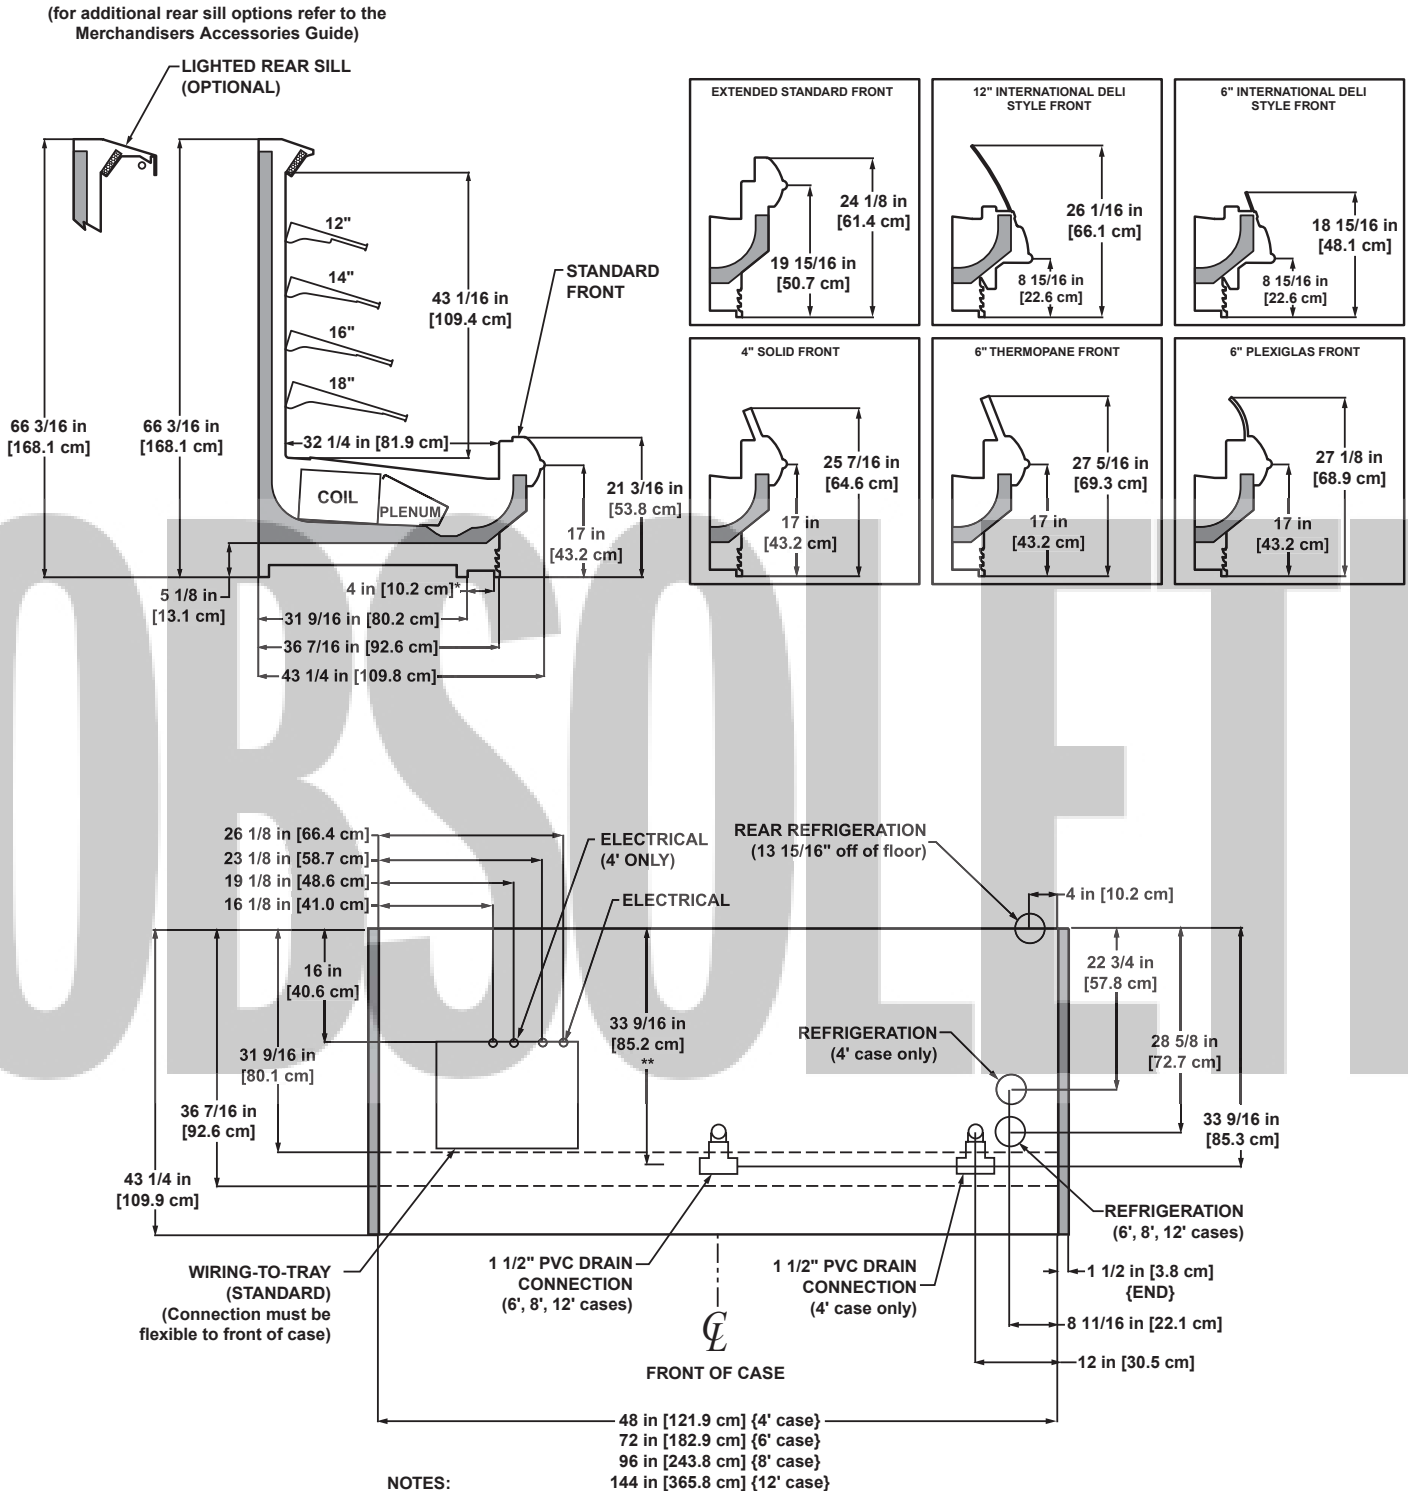 (for additional rear sill options refer to the
Merchandisers Accessories Guide)
LIGHTED REAR SILL
(OPTIONAL)
12"
14"
16"
18"
43 1/16 in
[109.4 cm]
STANDARD
FRONT
66 3/16 in
[168.1 cm]
66 3/16 in
[168.1 cm]
32 1/4 in [81.9 cm]
COIL
PLENUM
21 3/16 in
[53.8 cm]
17 in
[43.2 cm]
5 1/8 in
[13.1 cm]
4 in [10.2 cm]*
31 9/16 in [80.2 cm]
36 7/16 in [92.6 cm]
43 1/4 in [109.8 cm]
EXTENDED STANDARD FRONT
24 1/8 in
[61.4 cm]
19 15/16 in
[50.7 cm]
12" INTERNATIONAL DELI
STYLE FRONT
26 1/16 in
[66.1 cm]
8 15/16 in
[22.6 cm]
6" INTERNATIONAL DELI
STYLE FRONT
18 15/16 in
[48.1 cm]
8 15/16 in
[22.6 cm]
4" SOLID FRONT
25 7/16 in
[64.6 cm]
17 in
[43.2 cm]
6" THERMOPANE FRONT
27 5/16 in
[69.3 cm]
17 in
[43.2 cm]
6" PLEXIGLAS FRONT
27 1/8 in
[68.9 cm]
17 in
[43.2 cm]
26 1/8 in [66.4 cm]
23 1/8 in [58.7 cm]
19 1/8 in [48.6 cm]
16 1/8 in [41.0 cm]
ELECTRICAL
(4' ONLY)
ELECTRICAL
REAR REFRIGERATION
(13 15/16" off of floor)
4 in [10.2 cm]
16 in
[40.6 cm]
22 3/4 in
[57.8 cm]
33 9/16 in
[85.2 cm]
**
REFRIGERATION
(4' case only)
28 5/8 in
[72.7 cm]
31 9/16 in
[80.1 cm]
36 7/16 in
[92.6 cm]
33 9/16 in
[85.3 cm]
43 1/4 in
[109.9 cm]
REFRIGERATION
(6', 8', 12' cases)
WIRING-TO-TRAY
(STANDARD)
(Connection must be
flexible to front of case)
1 1/2" PVC DRAIN
CONNECTION
(6', 8', 12' cases)
1 1/2" PVC DRAIN
CONNECTION
(4' case only)
1 1/2 in [3.8 cm]
{END}
8 11/16 in [22.1 cm]
12 in [30.5 cm]
℄
FRONT OF CASE
48 in [121.9 cm] {4' case}
72 in [182.9 cm] {6' case}
96 in [243.8 cm] {8' case}
144 in [365.8 cm] {12' case}
NOTES:
OBSOLETE